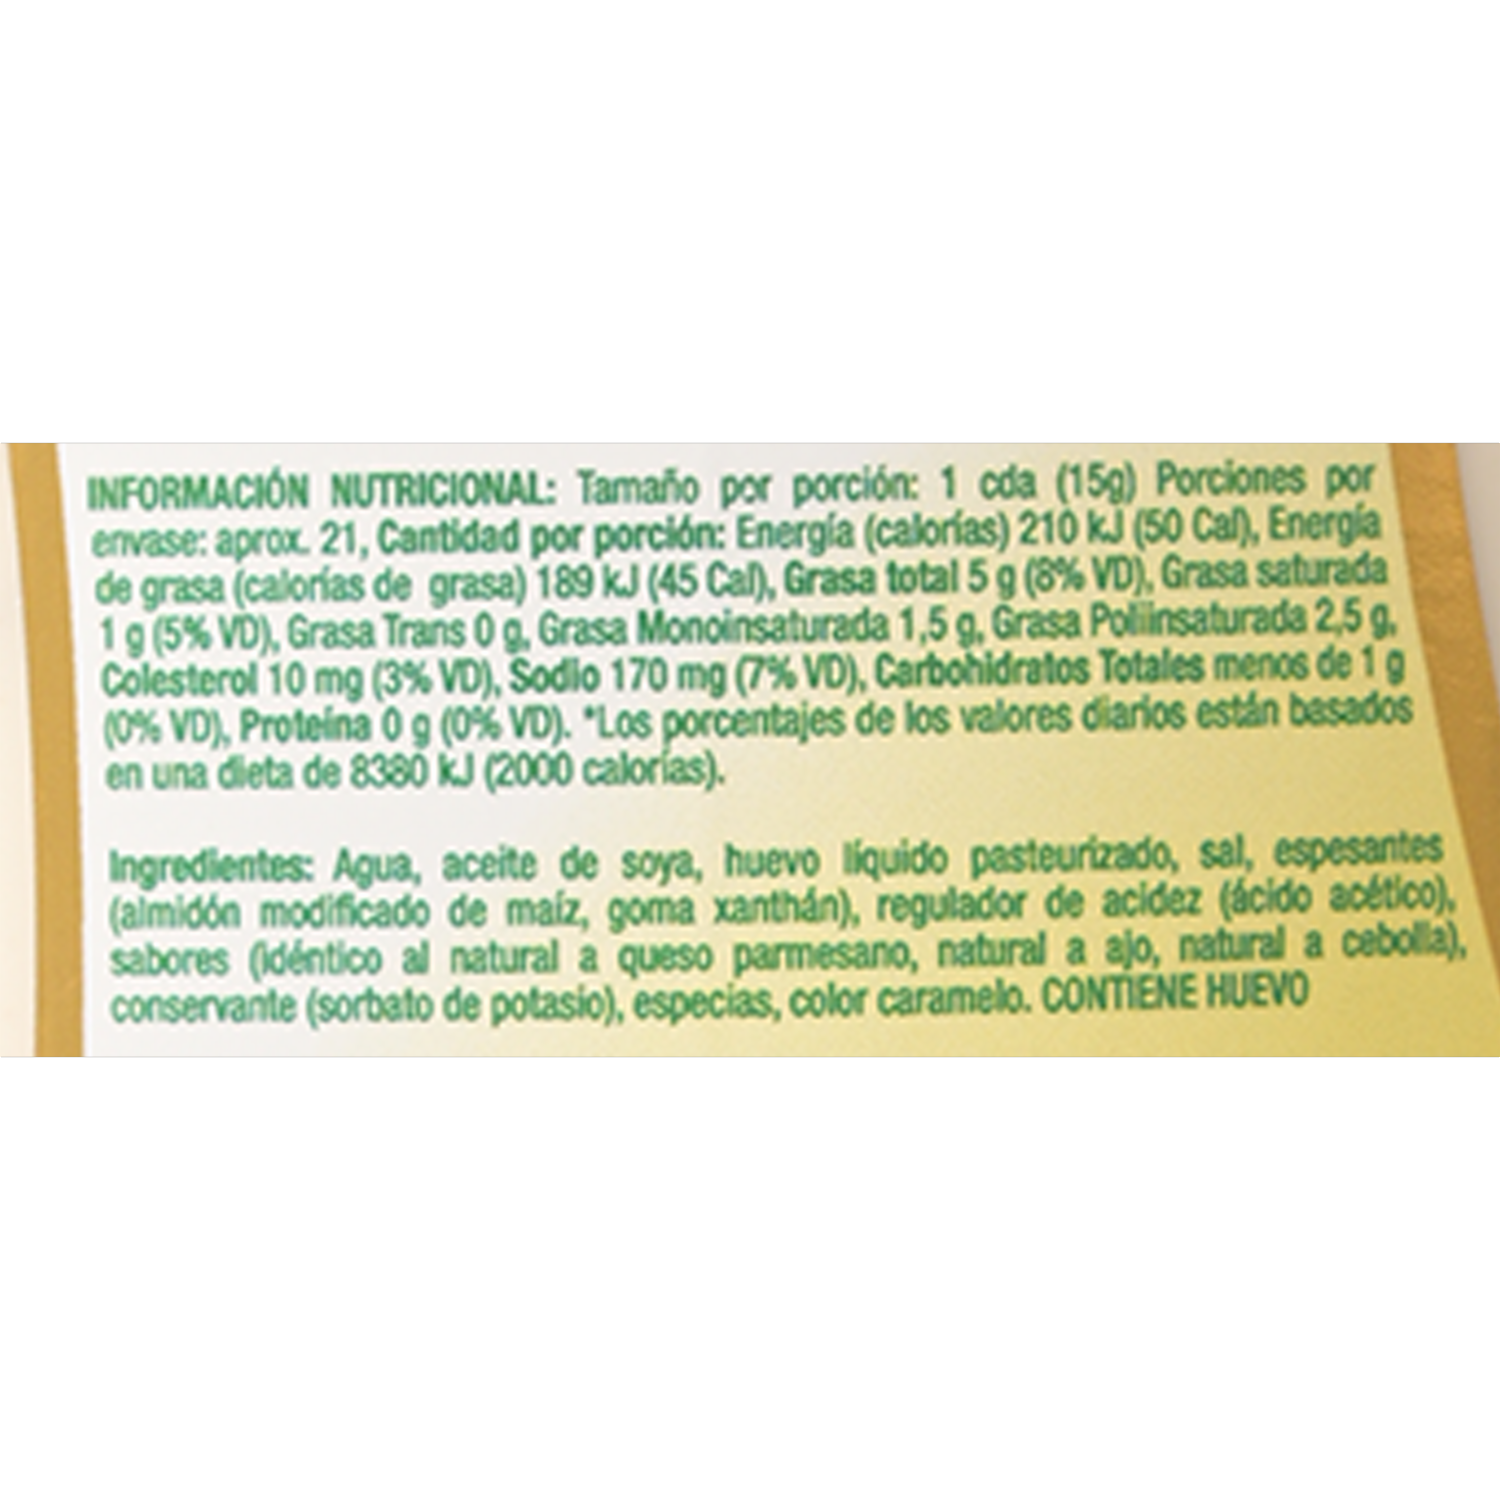 INFORMACIÓN NUTRICIONAL: Tamaño por porción: 1 cda (15g) Porciones por
envase: aprox. 21, Cantidad por porción: Energía (calorías) 210 kJ (50 Cal), Energía
de grasa (calorías de grasa) 189 kJ (45 Cal), Grasa total 5 g (8% VD), Grasa saturada
1 g (5% VD), Grasa Trans 0 g, Grasa Monoinsaturada 1,5 g, Grasa Poliinsaturada 2,5 g,
Colesterol 10 mg (3% VD), Sodio 170 mg (7% VD), Carbohidratos Totales menos de 1 g
(0% VD), Proteína 0 g (0% VD). *Los porcentajes de los valores diarios están basados
en una dieta de 8380 kJ (2000 calorías).
Ingredientes: Agua, aceite de soya, huevo líquido pasteurizado, sal, espesantes
(almidón modificado de maíz, goma xanthán), regulador de acidez (ácido acético),
sabores (idéntico al natural a queso parmesano, natural a ajo, natural a cebolla),
conservante (sorbato de potasio), especias, color caramelo. CONTIENE HUEVO